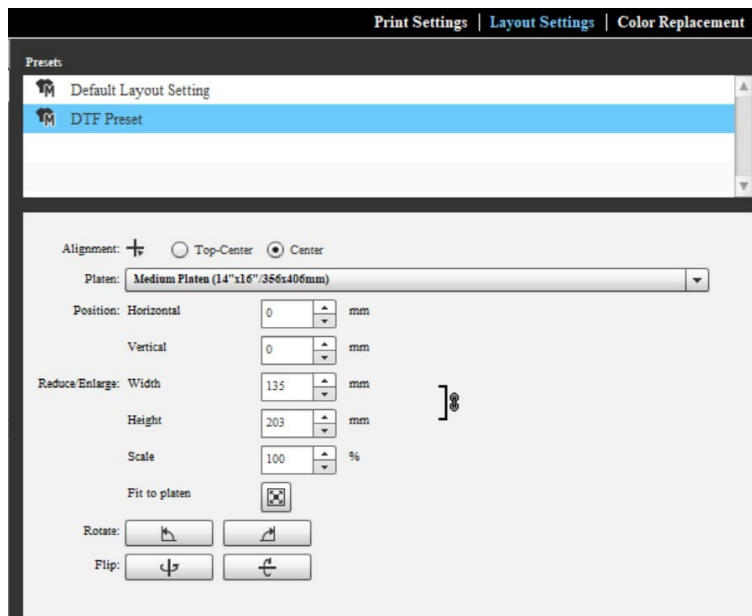 Print Settings | Layout Settings | Color Replacement
Presets
M Default Layout Setting
M DTF Preset
Alignment: Top-Center Center
Platen: Medium Platen (14"x16"/356x406mm)
Position: Horizontal 0 mm
Vertical 0 mm
Reduce/Enlarge: Width 135 mm
Height 203 mm
Scale 100 %
Fit to platen
Rotate:
Flip: